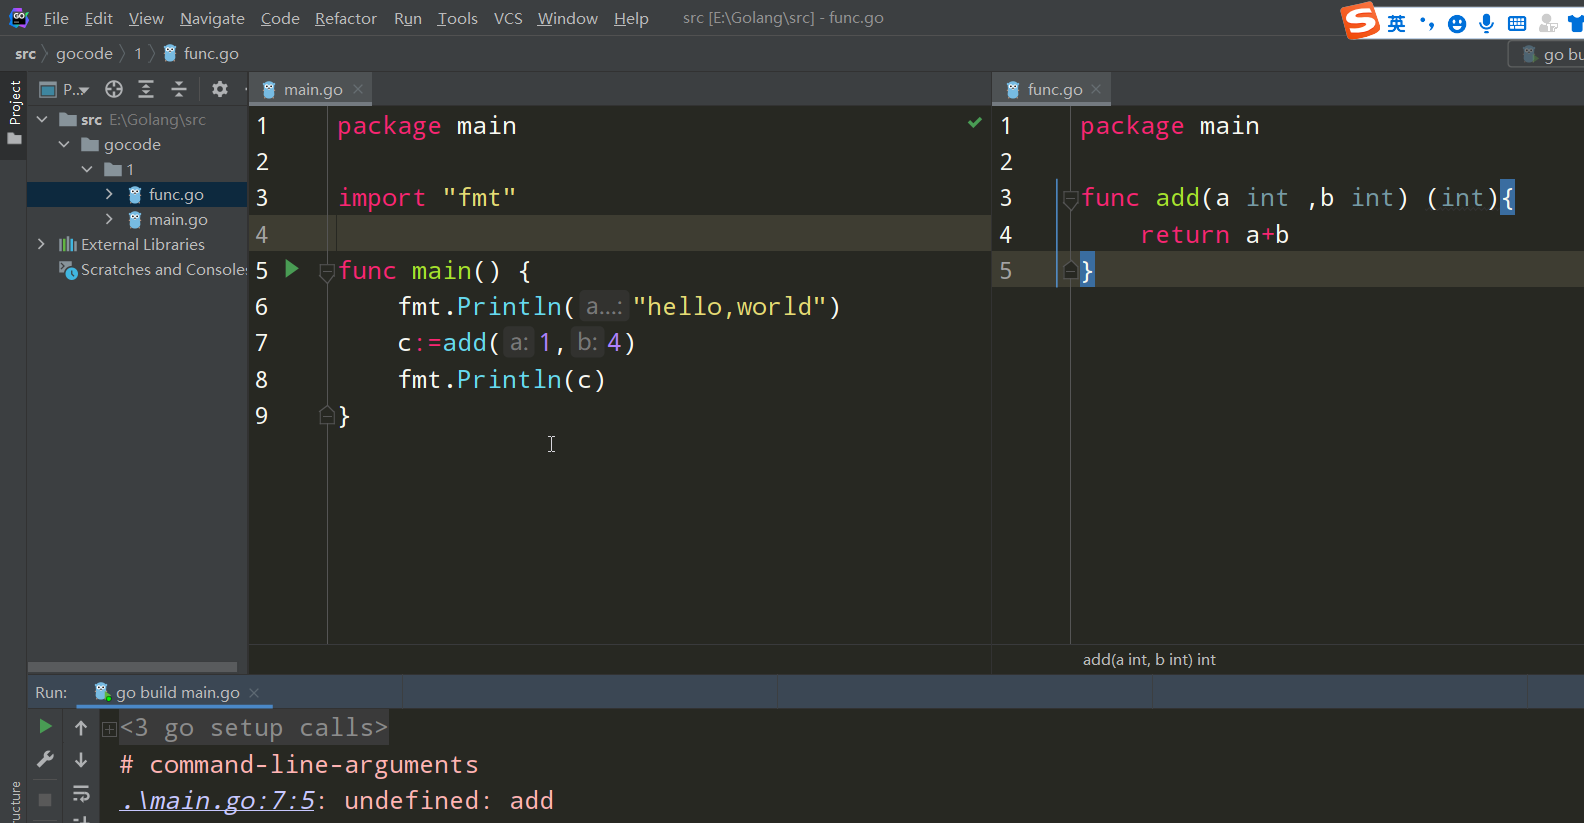 File Edit View Navigate Code Refactor Run Tools VCS Window Help src [E:\Golang\src] - func.go
英
src gocode 1 func.go
go bu
Project
P...
main.go
func.go
src E:\Golang\src
gocode
1
func.go
main.go
External Libraries
Scratches and Console
1 package main
2
3 import "fmt"
4
5 func main() {
6 fmt.Println( a...: "hello,world")
7 c:=add( a: 1, b: 4)
8 fmt.Println(c)
9 }
1 package main
2
3 func add(a int ,b int) (int){
4 return a+b
5 }
add(a int, b int) int
Run: go build main.go
<3 go setup calls>
# command-line-arguments
.\main.go:7:5: undefined: add
ucture